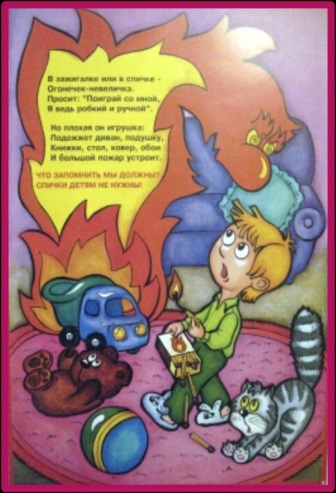 В зажигалке или в спичке -
Огонечек-невеличка.
Просит: "Поиграй со мной,
Я ведь робкий и ручной".
Но плохая он игрушка:
Подожжет диван, подушку,
Книжки, стол, ковер, обои
И большой пожар устроит.
ЧТО ЗАПОМНИТЬ МЫ ДОЛЖНЫ?
СПИЧКИ ДЕТЯМ НЕ НУЖНЫ!